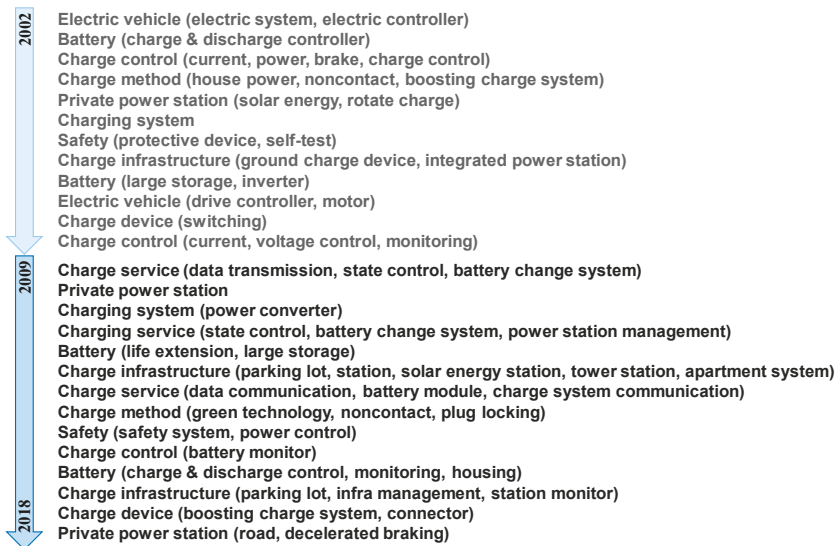 2002
Electric vehicle (electric system, electric controller)
Battery (charge & discharge controller)
Charge control (current, power, brake, charge control)
Charge method (house power, noncontact, boosting charge system)
Private power station (solar energy, rotate charge)
Charging system
Safety (protective device, self-test)
Charge infrastructure (ground charge device, integrated power station)
Battery (large storage, inverter)
Electric vehicle (drive controller, motor)
Charge device (switching)
Charge control (current, voltage control, monitoring)
2009
Charge service (data transmission, state control, battery change system)
Private power station
Charging system (power converter)
Charging service (state control, battery change system, power station management)
Battery (life extension, large storage)
Charge infrastructure (parking lot, station, solar energy station, tower station, apartment system)
Charge service (data communication, battery module, charge system communication)
Charge method (green technology, noncontact, plug locking)
Safety (safety system, power control)
Charge control (battery monitor)
Battery (charge & discharge control, monitoring, housing)
Charge infrastructure (parking lot, infra management, station monitor)
Charge device (boosting charge system, connector)
Private power station (road, decelerated braking)
2018